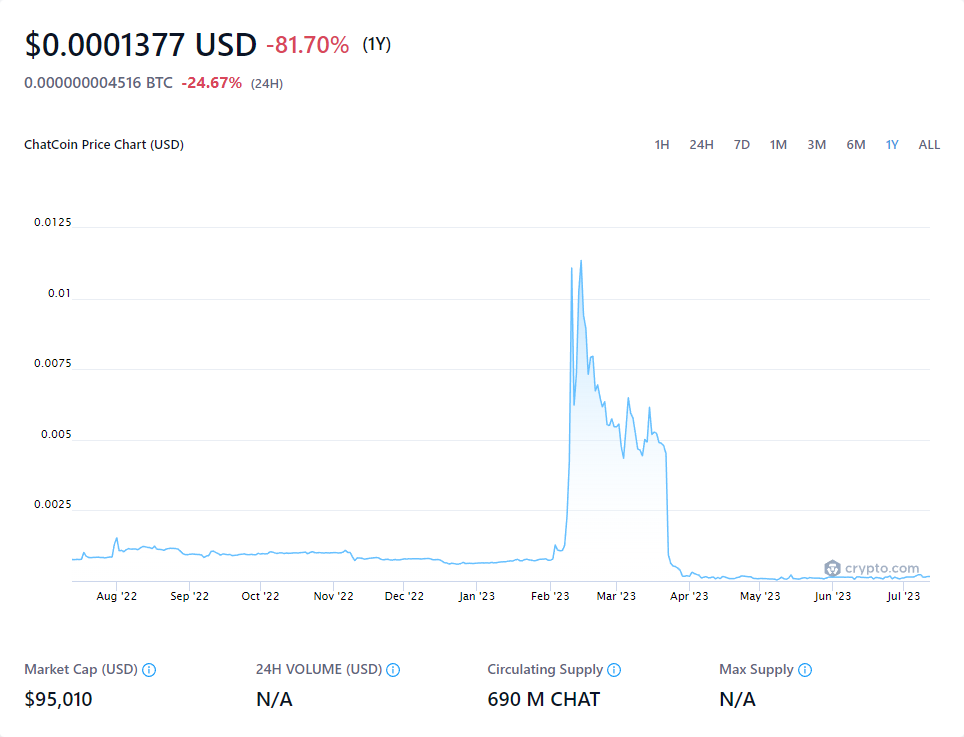 $0.0001377 USD -81.70% (1Y)
0.000000004516 BTC -24.67% (24H)
ChatCoin Price Chart (USD) 1H 24H 7D 1M 3M 6M 1Y ALL
0.0125
0.01
0.0075
0.005
0.0025
crypto.com
Aug '22 Sep '22 Oct '22 Nov '22 Dec '22 Jan '23 Feb '23 Mar '23 Apr '23 May '23 Jun '23 Jul '23
Market Cap (USD) 24H VOLUME (USD) Circulating Supply Max Supply
$95,010 N/A 690 M CHAT N/A